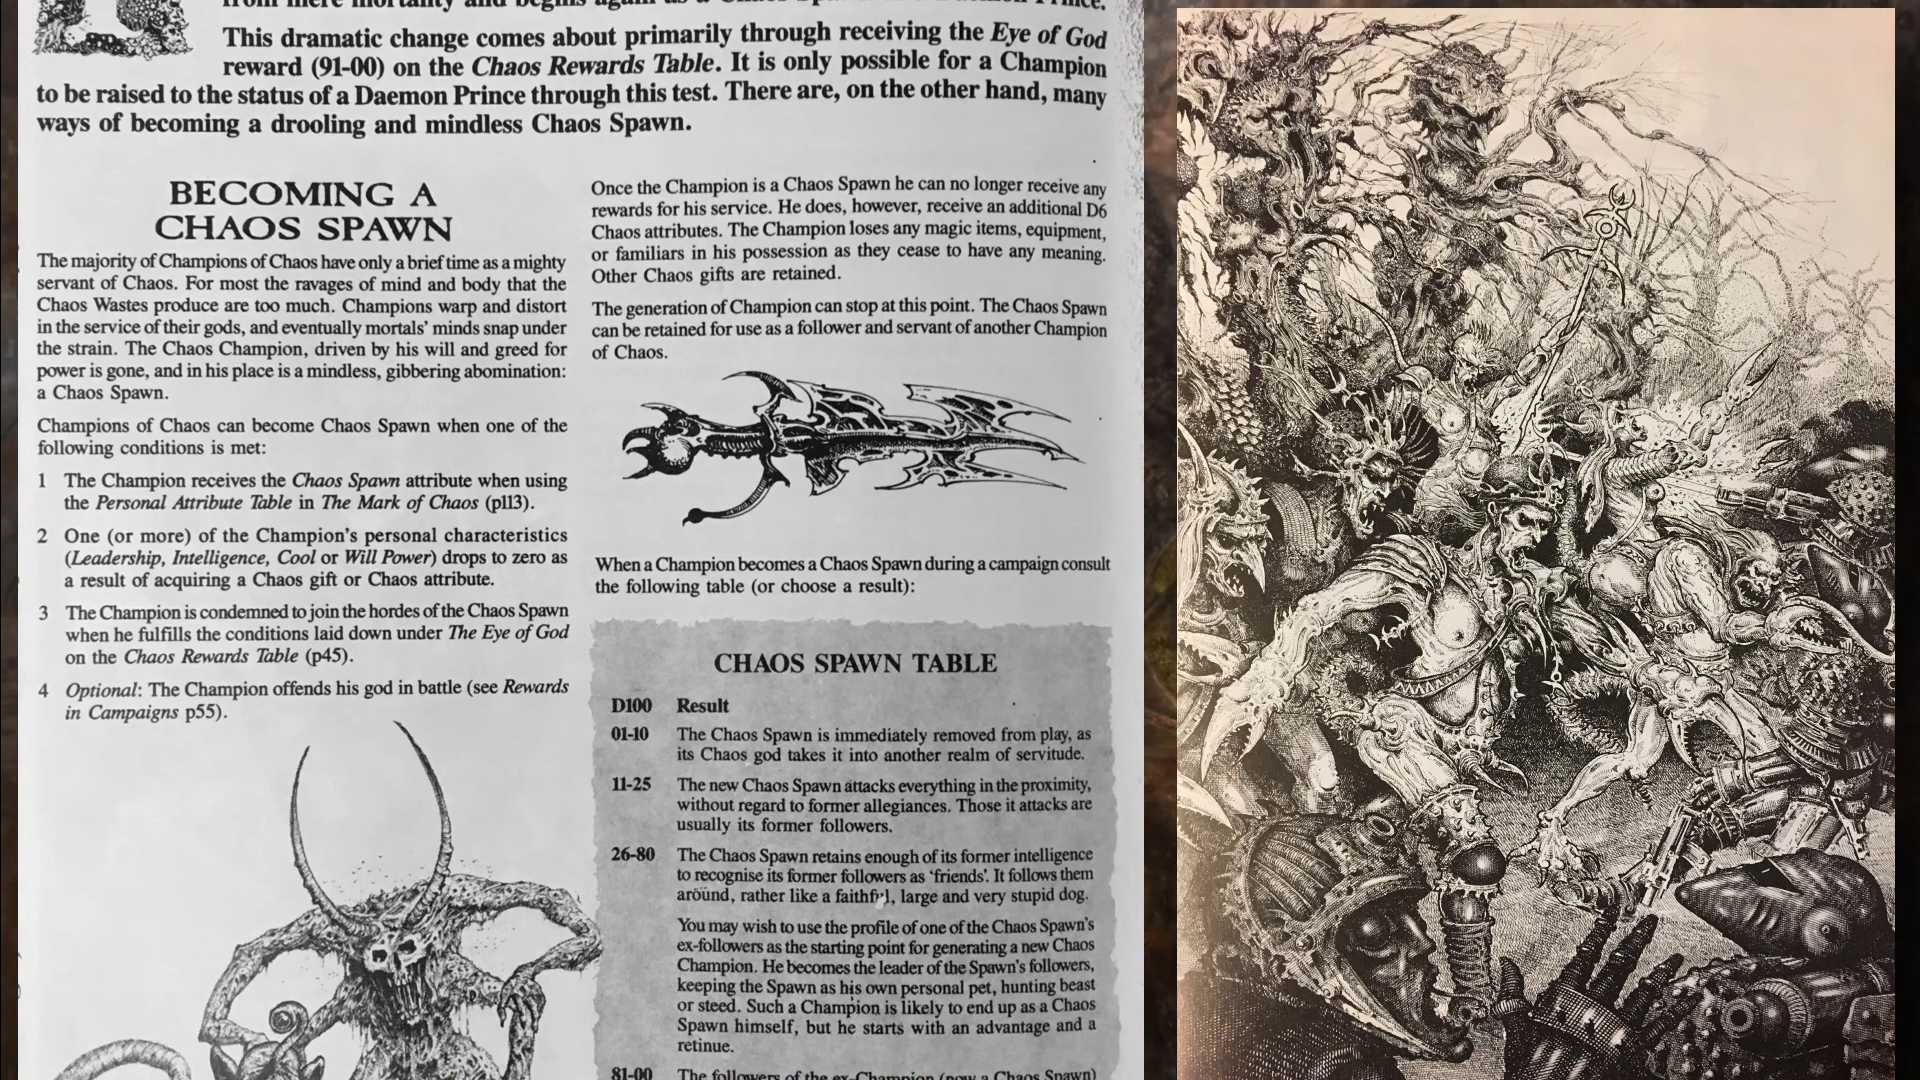 This dramatic change comes about primarily through receiving the Eye of God
reward (91-00) on the Chaos Rewards Table. It is only possible for a Champion
to be raised to the status of a Daemon Prince through this test. There are, on the other hand, many
ways of becoming a drooling and mindless Chaos Spawn.
BECOMING A
CHAOS SPAWN
The majority of Champions of Chaos have only a brief time as a mighty
servant of Chaos. For most the ravages of mind and body that the
Chaos Wastes produce are too much. Champions warp and distort
in the service of their gods, and eventually mortals' minds snap under
the strain. The Chaos Champion, driven by his will and greed for
power is gone, and in his place is a mindless, gibbering abomination:
a Chaos Spawn.
Champions of Chaos can become Chaos Spawn when one of the
following conditions is met:
1 The Champion receives the Chaos Spawn attribute when using
the Personal Attribute Table in The Mark of Chaos (p113).
2 One (or more) of the Champion's personal characteristics
(Leadership, Intelligence, Cool or Will Power) drops to zero as
a result of acquiring a Chaos gift or Chaos attribute.
3 The Champion is condemned to join the hordes of the Chaos Spawn
when he fulfills the conditions laid down under The Eye of God
on the Chaos Rewards Table (p45).
4 Optional: The Champion offends his god in battle (see Rewards
in Campaigns p55).
Once the Champion is a Chaos Spawn he can no longer receive any
rewards for his service. He does, however, receive an additional D6
Chaos attributes. The Champion loses any magic items, equipment,
or familiars in his possession as they cease to have any meaning.
Other Chaos gifts are retained.
The generation of Champion can stop at this point. The Chaos Spawn
can be retained for use as a follower and servant of another Champion
of Chaos.
When a Champion becomes a Chaos Spawn during a campaign consult
the following table (or choose a result):
CHAOS SPAWN TABLE
D100 Result
01-10 The Chaos Spawn is immediately removed from play, as
its Chaos god takes it into another realm of servitude.
11-25 The new Chaos Spawn attacks everything in the proximity,
without regard to former allegiances. Those it attacks are
usually its former followers.
26-80 The Chaos Spawn retains enough of its former intelligence
to recognise its former followers as 'friends'. It follows them
around, rather like a faithful, large and very stupid dog.
You may wish to use the profile of one of the Chaos Spawn's
ex-followers as the starting point for generating a new Chaos
Champion. He becomes the leader of the Spawn's followers,
keeping the Spawn as his own personal pet, hunting beast
or steed. Such a Champion is likely to end up as a Chaos
Spawn himself, but he starts with an advantage and a
retinue.
81-00 The followers of the ex-Champion (now a Chaos Spawn)